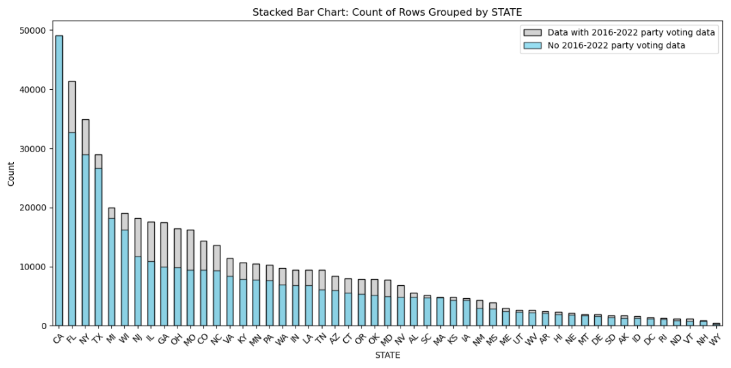 Stacked Bar Chart: Count of Rows Grouped by STATE
Data with 2016-2022 party voting data
No 2016-2022 party voting data
50000
40000
30000
20000
10000
0
Count
CA FL NY TX MI WI NJ IL GA OH MO CO NC VA KY MN PA WA IN LA TN AZ CT OR OK MD NV AL SC MA KS IA NM MS ME UT WV AR HI NE MT DE SD AK ID DC RI ND VT NH WY
STATE